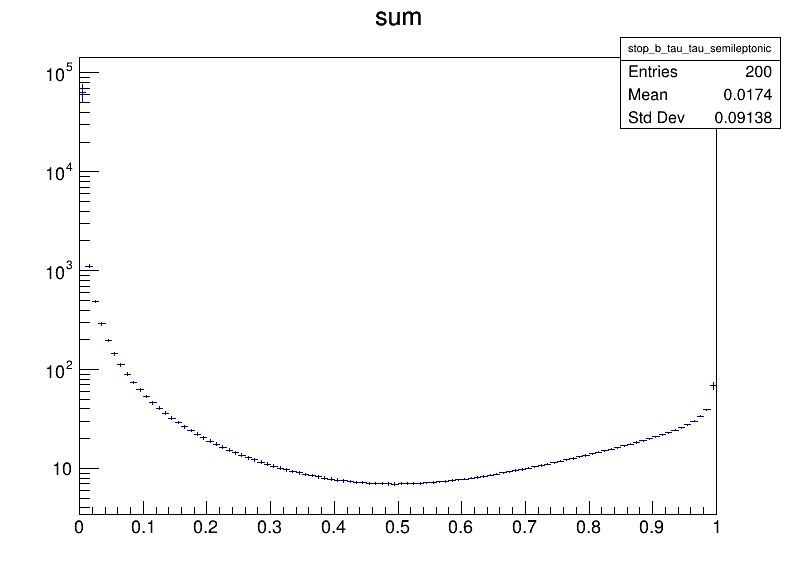 sum
stop_b_tau_tau_semileptonic
Entries 200
Mean 0.0174
Std Dev 0.09138
10^5
10^4
10^3
10^2
10
0 0.1 0.2 0.3 0.4 0.5 0.6 0.7 0.8 0.9 1